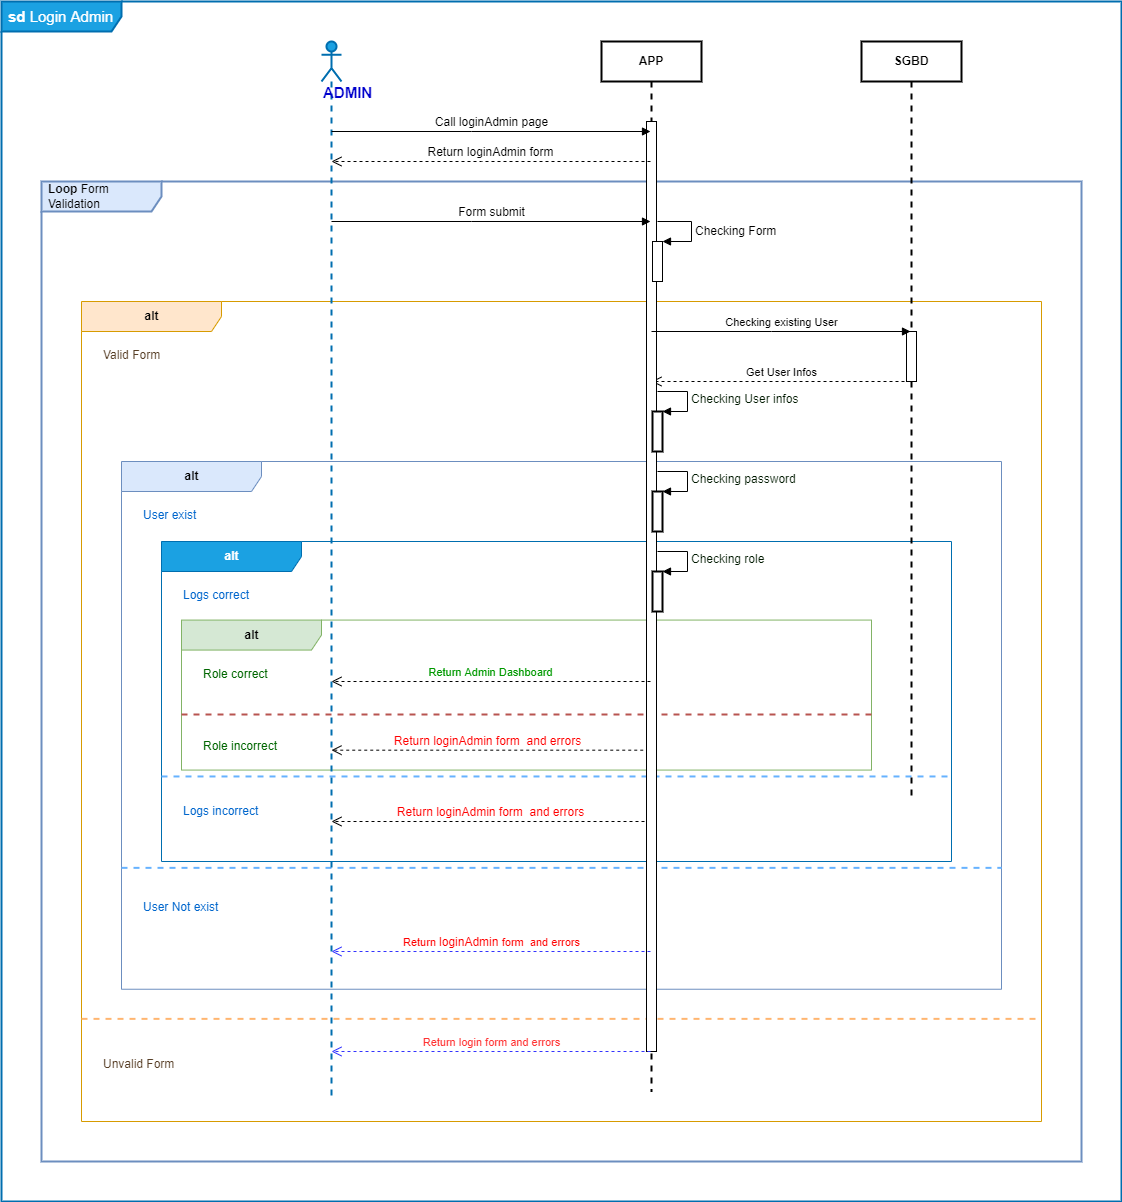 sd Login Admin
ADMIN
APP
SGBD
Call loginAdmin page
Return loginAdmin form
Loop Form
Validation
Form submit
Checking Form
alt
Valid Form
Checking existing User
Get User Infos
Checking User infos
alt
User exist
Checking password
alt
Logs correct
Checking role
alt
Role correct
Return Admin Dashboard
Role incorrect
Return loginAdmin form  and errors
Logs incorrect
Return loginAdmin form  and errors
User Not exist
Return loginAdmin form  and errors
Return login form and errors
Unvalid Form